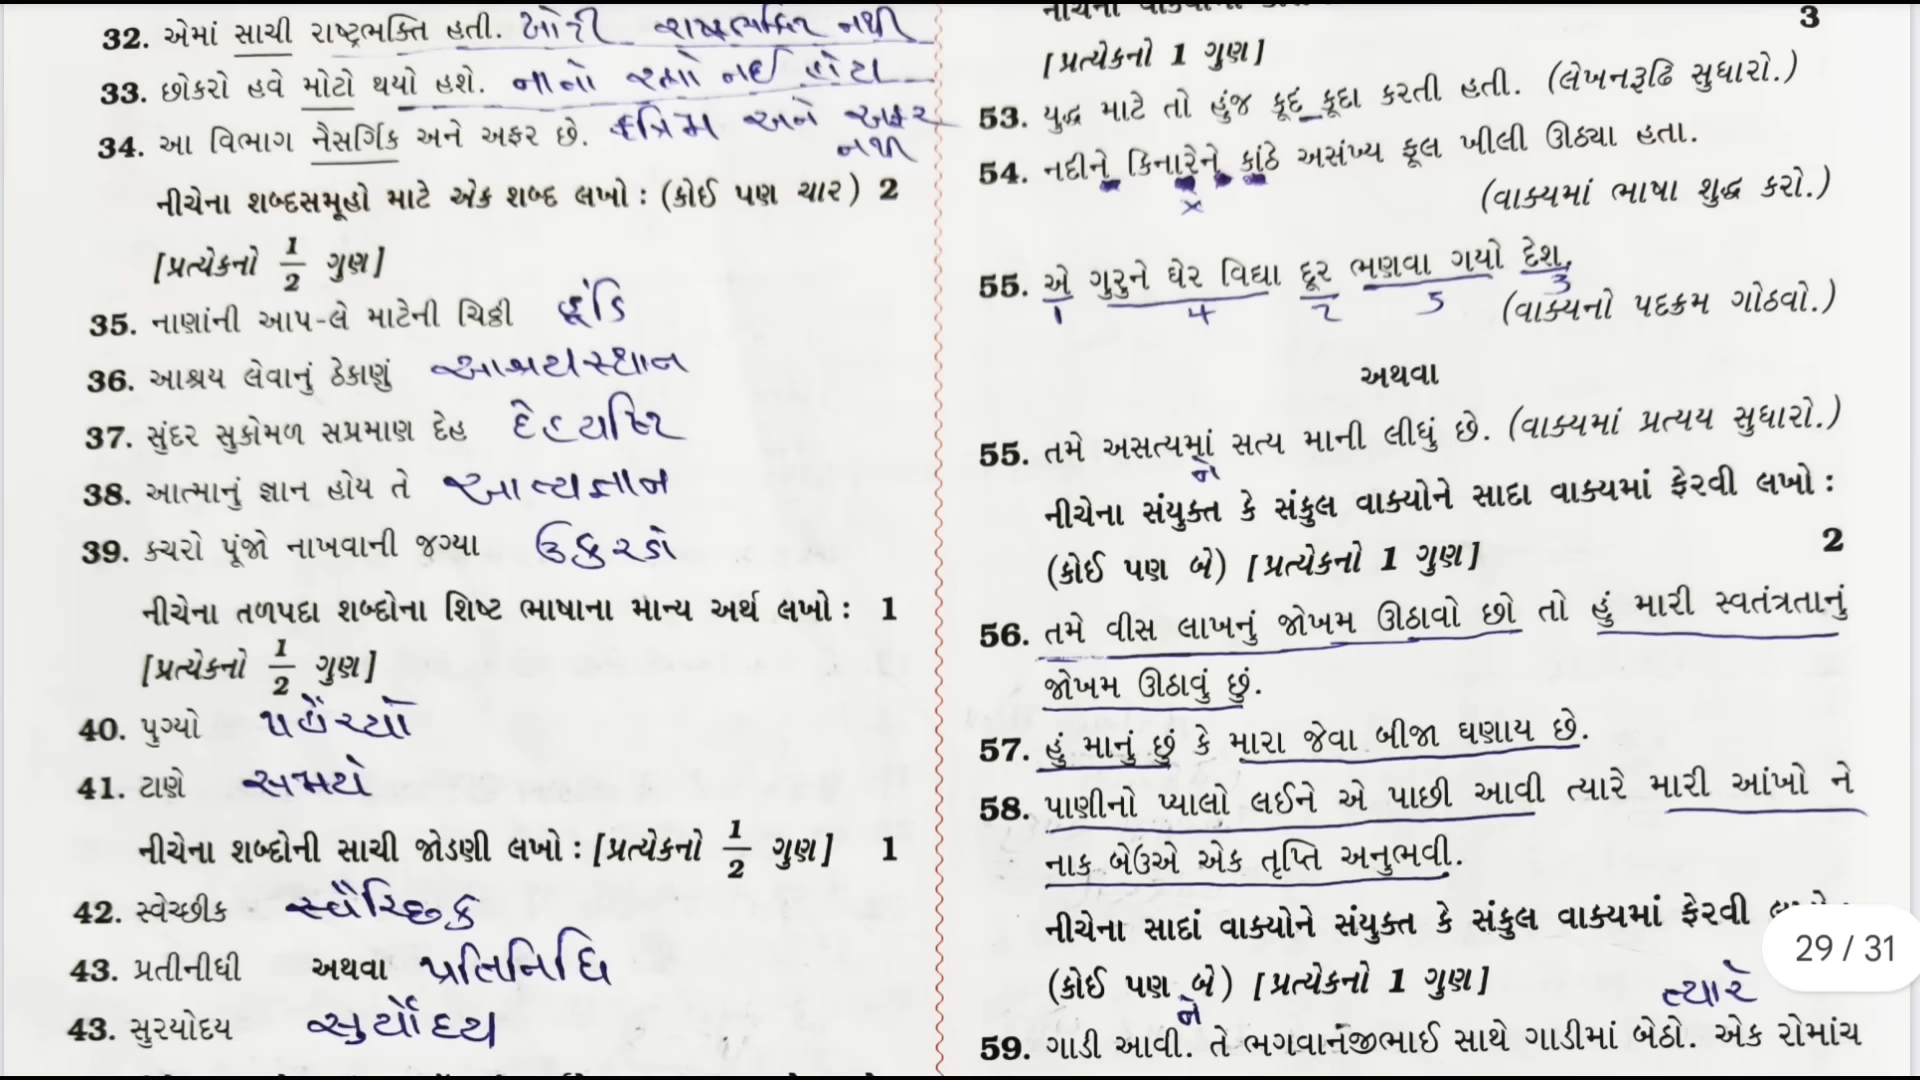 32. એમાં સાચી રાષ્ટ્રભક્તિ હતી. ખોટી રાષ્ટ્રભક્તિ નથી
33. છોકરો હવે મોટો થયો હશે. નાનો રહ્યો નહીં હોય
34. આ વિભાગ નૈસર્ગિક અને અફર છે. કૃત્રિમ અને અફર
નથી
નીચેના શબ્દસમૂહો માટે એક શબ્દ લખો : (કોઈ પણ ચાર) 2
[પ્રત્યેકનો 1/2 ગુણ]
35. નાણાંની આપ-લે માટેની ચિઠ્ઠી હૂંડિ
36. આશ્રય લેવાનું ઠેકાણું આશ્રયસ્થાન
37. સુંદર સુકોમળ સપ્રમાણ દેહ દેહયષ્ટિ
38. આત્માનું જ્ઞાન હોય તે આત્મજ્ઞાન
39. કચરો પૂંજો નાખવાની જગ્યા ઉકરડો
નીચેના તળપદા શબ્દોના શિષ્ટ ભાષાના માન્ય અર્થ લખો : 1
[પ્રત્યેકનો 1/2 ગુણ]
40. પુગ્યો પહોંચ્યો
41. ટાણે સમયે
નીચેના શબ્દોની સાચી જોડણી લખો : [પ્રત્યેકનો 1/2 ગુણ] 1
42. સ્વેચ્છીક સ્વૈચ્છિક
43. પ્રતીનીધી અથવા પ્રતિનિધિ
43. સુરયોદય સુર્યોદય
3
[પ્રત્યેકનો 1 ગુણ]
53. યુદ્ધ માટે તો હુંજ કૂદ કૂદા કરતી હતી. (લેખનરૂઢિ સુધારો.)
54. નદીને કિનારેને કાંઠે અસંખ્ય ફૂલ ખીલી ઊઠ્યા હતા.
×
(વાક્યમાં ભાષા શુદ્ધ કરો.)
55. એ ગુરુને ઘેર વિદ્યા દૂર ભણવા ગયો દેશ.
1 4 2 5 3
(વાક્યનો પદક્રમ ગોઠવો.)
અથવા
55. તમે અસત્યમાં સત્ય માની લીધું છે. (વાક્યમાં પ્રત્યય સુધારો.)
ને
નીચેના સંયુક્ત કે સંકુલ વાક્યોને સાદા વાક્યમાં ફેરવી લખો :
(કોઈ પણ બે) [પ્રત્યેકનો 1 ગુણ] 2
56. તમે વીસ લાખનું જોખમ ઊઠાવો છો તો હું મારી સ્વતંત્રતાનું
જોખમ ઊઠાવું છું.
57. હું માનું છું કે મારા જેવા બીજા ઘણાય છે.
58. પાણીનો પ્યાલો લઈને એ પાછી આવી ત્યારે મારી આંખો ને
નાક બેઉએ એક તૃપ્તિ અનુભવી.
નીચેના સાદાં વાક્યોને સંયુક્ત કે સંકુલ વાક્યમાં ફેરવી
29 / 31
(કોઈ પણ બે) [પ્રત્યેકનો 1 ગુણ]
ને ત્યારે
59. ગાડી આવી. તે ભગવાનજીભાઈ સાથે ગાડીમાં બેઠો. એક રોમાંચ